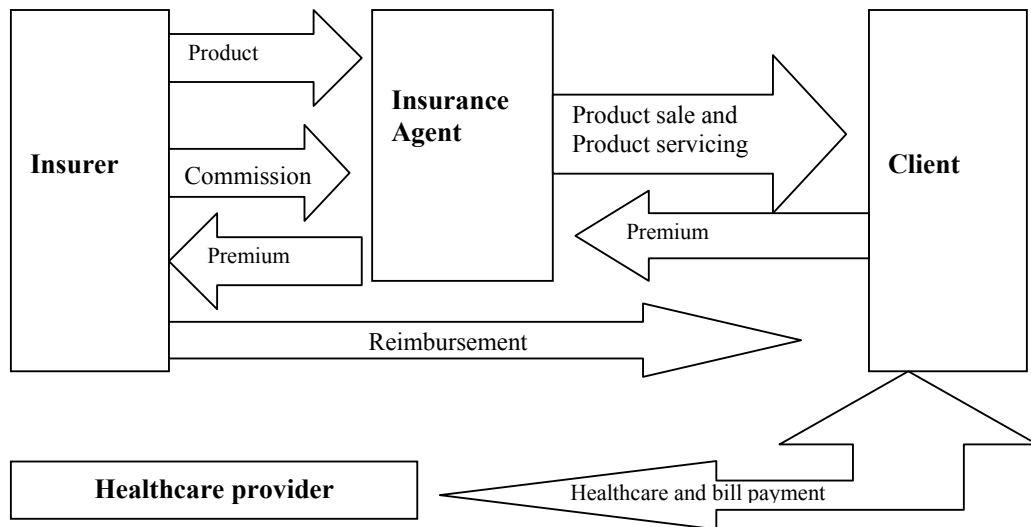 Product
Insurance
Agent
Product sale and
Product servicing
Insurer
Commission
Client
Premium
Premium
Reimbursement
Healthcare provider
Healthcare and bill payment